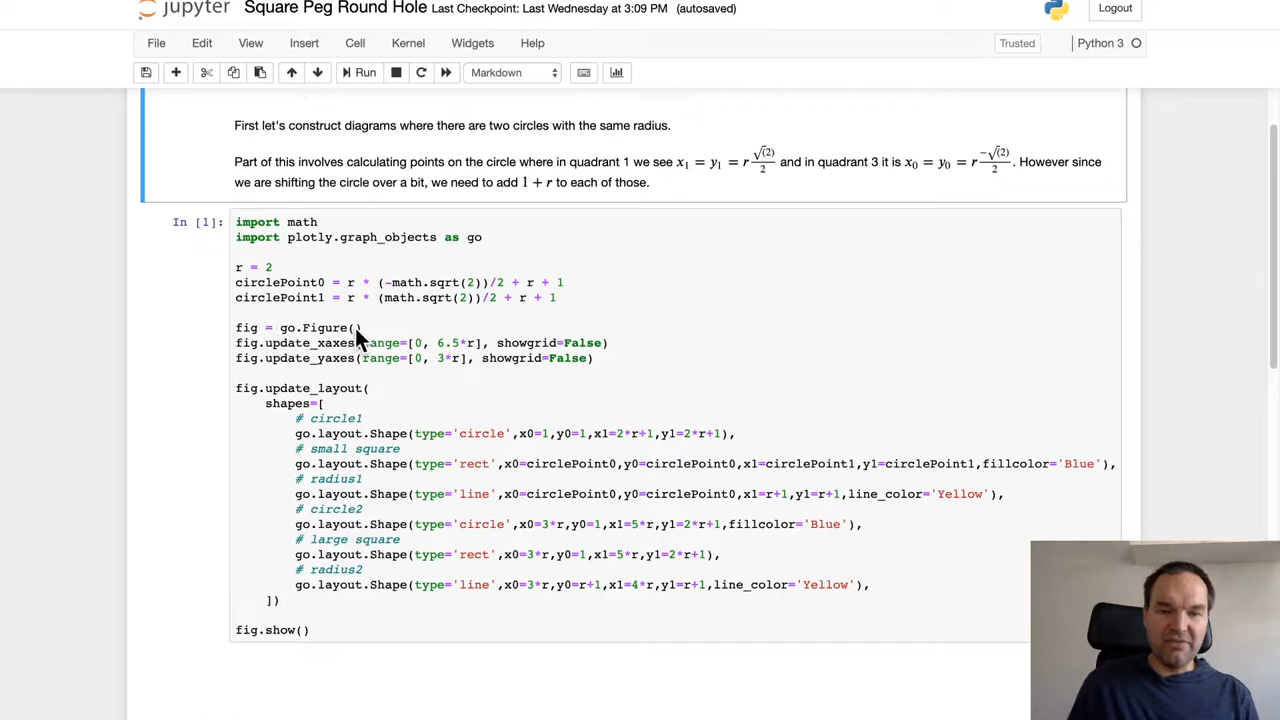 jupyter Square Peg Round Hole Last Checkpoint: Last Wednesday at 3:09 PM (autosaved)
Logout
File Edit View Insert Cell Kernel Widgets Help
Trusted Python 3
Run Markdown
First let's construct diagrams where there are two circles with the same radius.
Part of this involves calculating points on the circle where in quadrant 1 we see x₁ = y₁ = r √(2)/2 and in quadrant 3 it is x₀ = y₀ = r −√(2)/2. However since
we are shifting the circle over a bit, we need to add 1 + r to each of those.
In [1]:
import math
import plotly.graph_objects as go
r = 2
circlePoint0 = r * (-math.sqrt(2))/2 + r + 1
circlePoint1 = r * (math.sqrt(2))/2 + r + 1
fig = go.Figure()
fig.update_xaxes(range=[0, 6.5*r], showgrid=False)
fig.update_yaxes(range=[0, 3*r], showgrid=False)
fig.update_layout(
shapes=[
# circle1
go.layout.Shape(type='circle',x0=1,y0=1,x1=2*r+1,y1=2*r+1),
# small square
go.layout.Shape(type='rect',x0=circlePoint0,y0=circlePoint0,x1=circlePoint1,y1=circlePoint1,fillcolor='Blue'),
# radius1
go.layout.Shape(type='line',x0=circlePoint0,y0=circlePoint0,x1=r+1,y1=r+1,line_color='Yellow'),
# circle2
go.layout.Shape(type='circle',x0=3*r,y0=1,x1=5*r,y1=2*r+1,fillcolor='Blue'),
# large square
go.layout.Shape(type='rect',x0=3*r,y0=1,x1=5*r,y1=2*r+1),
# radius2
go.layout.Shape(type='line',x0=3*r,y0=r+1,x1=4*r,y1=r+1,line_color='Yellow'),
])
fig.show()